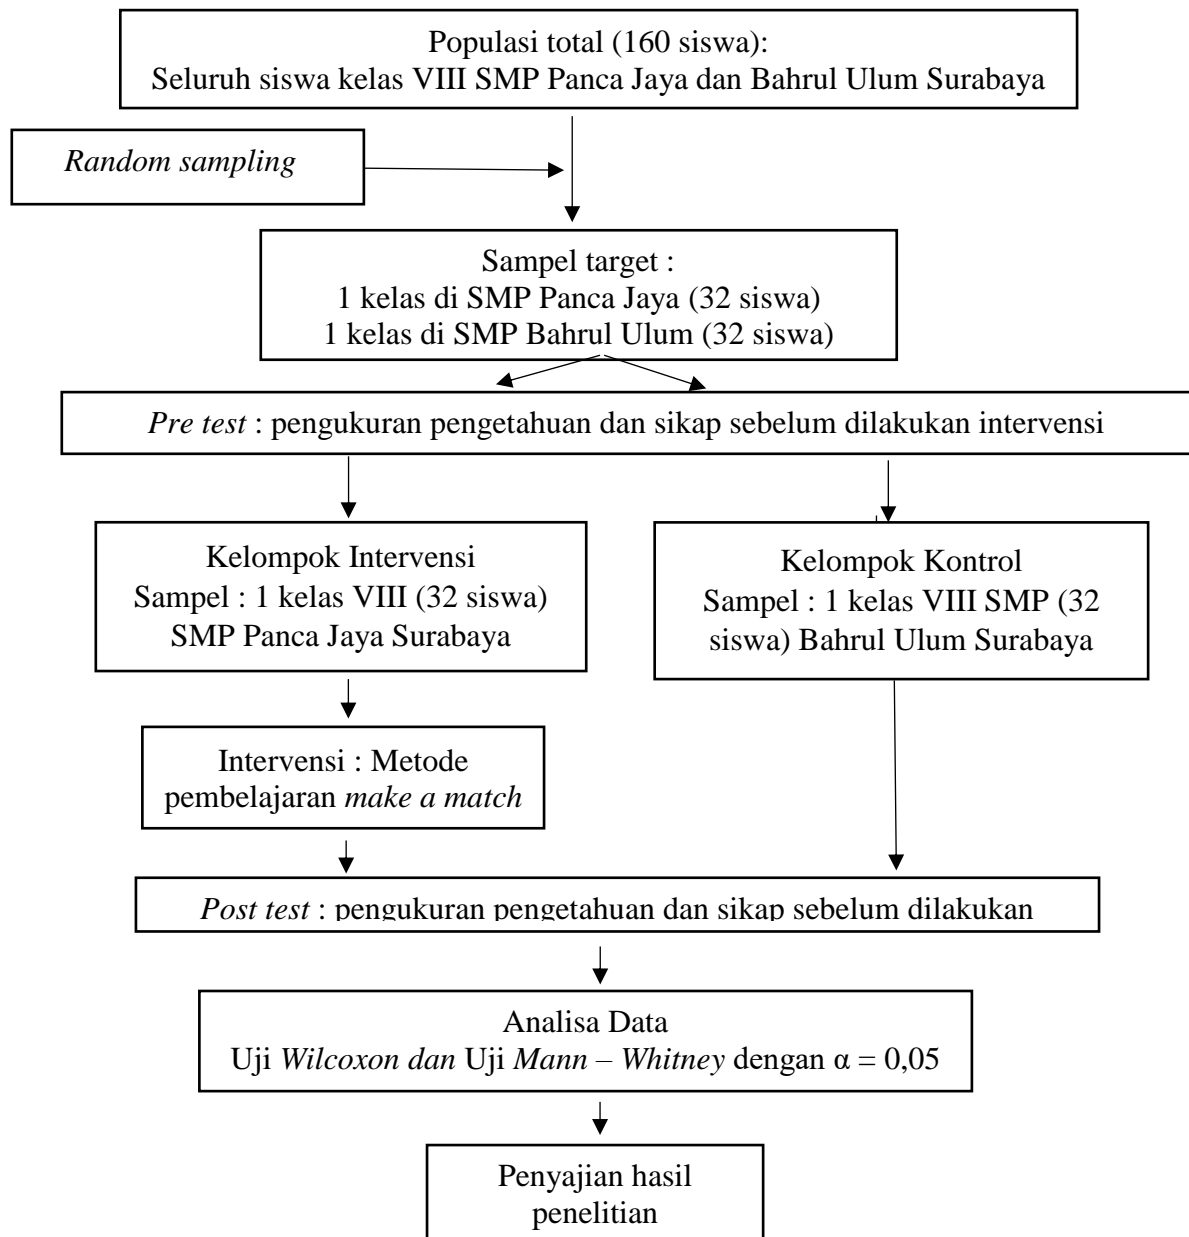 Populasi total (160 siswa):
Seluruh siswa kelas VIII SMP Panca Jaya dan Bahrul Ulum Surabaya
Random sampling
Sampel target :
1 kelas di SMP Panca Jaya (32 siswa)
1 kelas di SMP Bahrul Ulum (32 siswa)
Pre test : pengukuran pengetahuan dan sikap sebelum dilakukan intervensi
Kelompok Intervensi
Sampel : 1 kelas VIII (32 siswa)
SMP Panca Jaya Surabaya
Kelompok Kontrol
Sampel : 1 kelas VIII SMP (32
siswa) Bahrul Ulum Surabaya
Intervensi : Metode
pembelajaran make a match
Post test : pengukuran pengetahuan dan sikap sebelum dilakukan
Analisa Data
Uji Wilcoxon dan Uji Mann – Whitney dengan α = 0,05
Penyajian hasil
penelitian